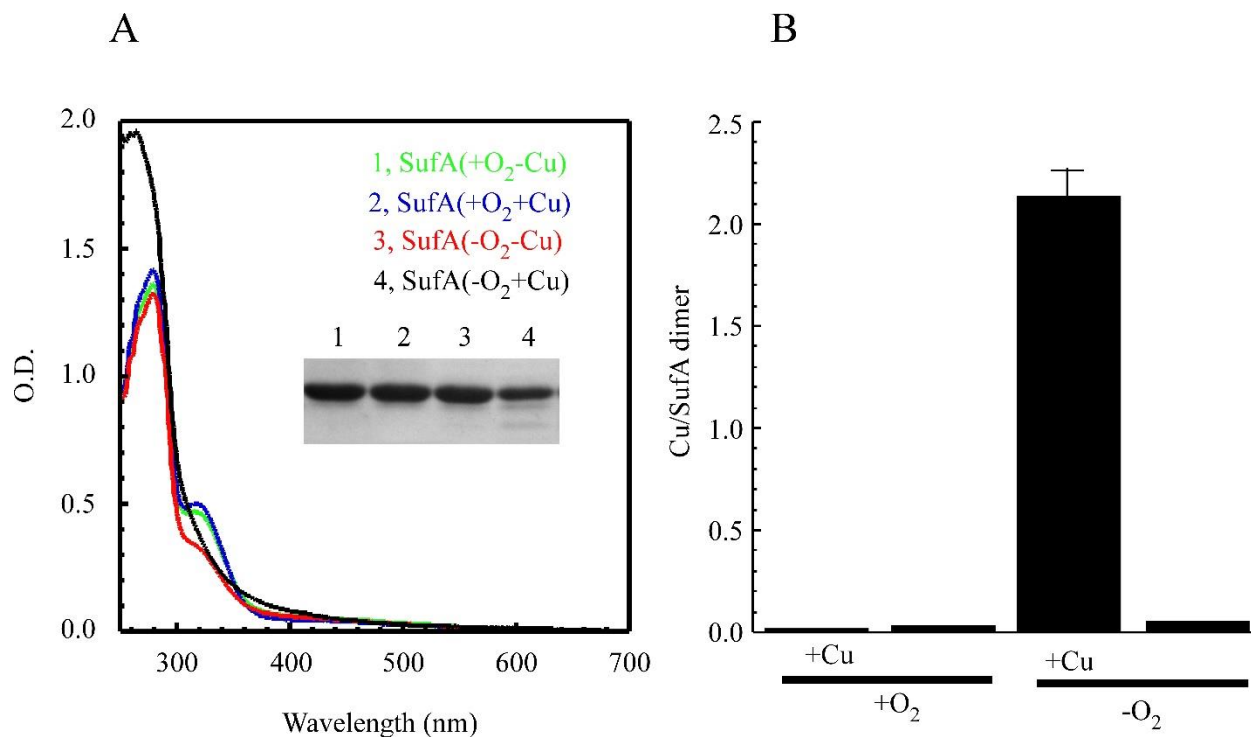 A
2.0
1.5
1.0
0.5
0.0
O.D.
1, SufA(+O₂-Cu)
2, SufA(+O₂+Cu)
3, SufA(-O₂-Cu)
4, SufA(-O₂+Cu)
1 2 3 4
300 400 500 600 700
Wavelength (nm)
B
2.5
2.0
1.5
1.0
0.5
0.0
Cu/SufA dimer
+Cu +Cu
+O₂ -O₂